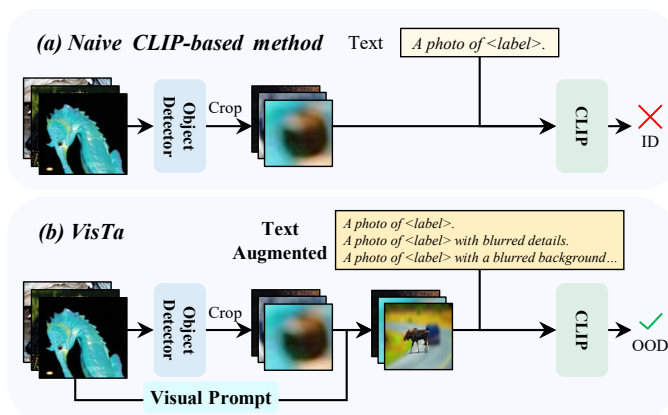 (a) Naive CLIP-based method
Text
A photo of <label>.
Object
Detector
Crop
CLIP
ID
(b) VisTa
Text
Augmented
A photo of <label>.
A photo of <label> with blurred details.
A photo of <label> with a blurred background…
Object
Detector
Crop
CLIP
OOD
Visual Prompt